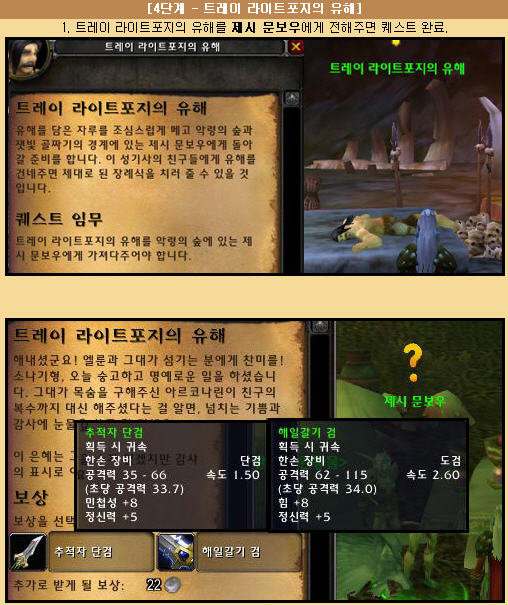 [4단계 - 트레이 라이트포지의 유해]
1. 트레이 라이트포지의 유해를 제시 문보우에게 전해주면 퀘스트 완료.
트레이 라이트포지의 유해
트레이 라이트포지의 유해
트레이 라이트포지의 유해
유해를 담은 자루를 조심스럽게 메고 악령의 숲과
잿빛 골짜기의 경계에 있는 제시 문보우에게 돌아
갈 준비를 합니다. 이 성기사의 친구들에게 유해를
건네주면 제대로 된 장례식을 치러 줄 수 있을 것
입니다.
퀘스트 임무
트레이 라이트포지의 유해를 악령의 숲에 있는 제
시 문보우에게 가져다주어야 합니다.
트레이 라이트포지의 유해
해내셨군요! 엘룬과 그대가 섬기는 분에게 찬미를!
소나기형, 오늘 숭고하고 명예로운 일을 하셨습니
다. 그대가 목숨을 구해주신 아르코나린이 친구의
복수까지 대신 해주셨다는 걸 알면, 넘치는 기쁨과
감사에 눈물을
제시 문보우
이 은혜는
의 표시로
추적자 단검
획득 시 귀속
한손 장비 단검
공격력 35 - 66 속도 1.50
(초당 공격력 33.7)
민첩성 +8
정신력 +5
해일갈기 검
획득 시 귀속
한손 장비 도검
공격력 62 - 115 속도 2.60
(초당 공격력 34.0)
힘 +8
정신력 +5
보상
보상을 선택
추적자 단검
해일갈기 검
추가로 받게 될 보상: 22